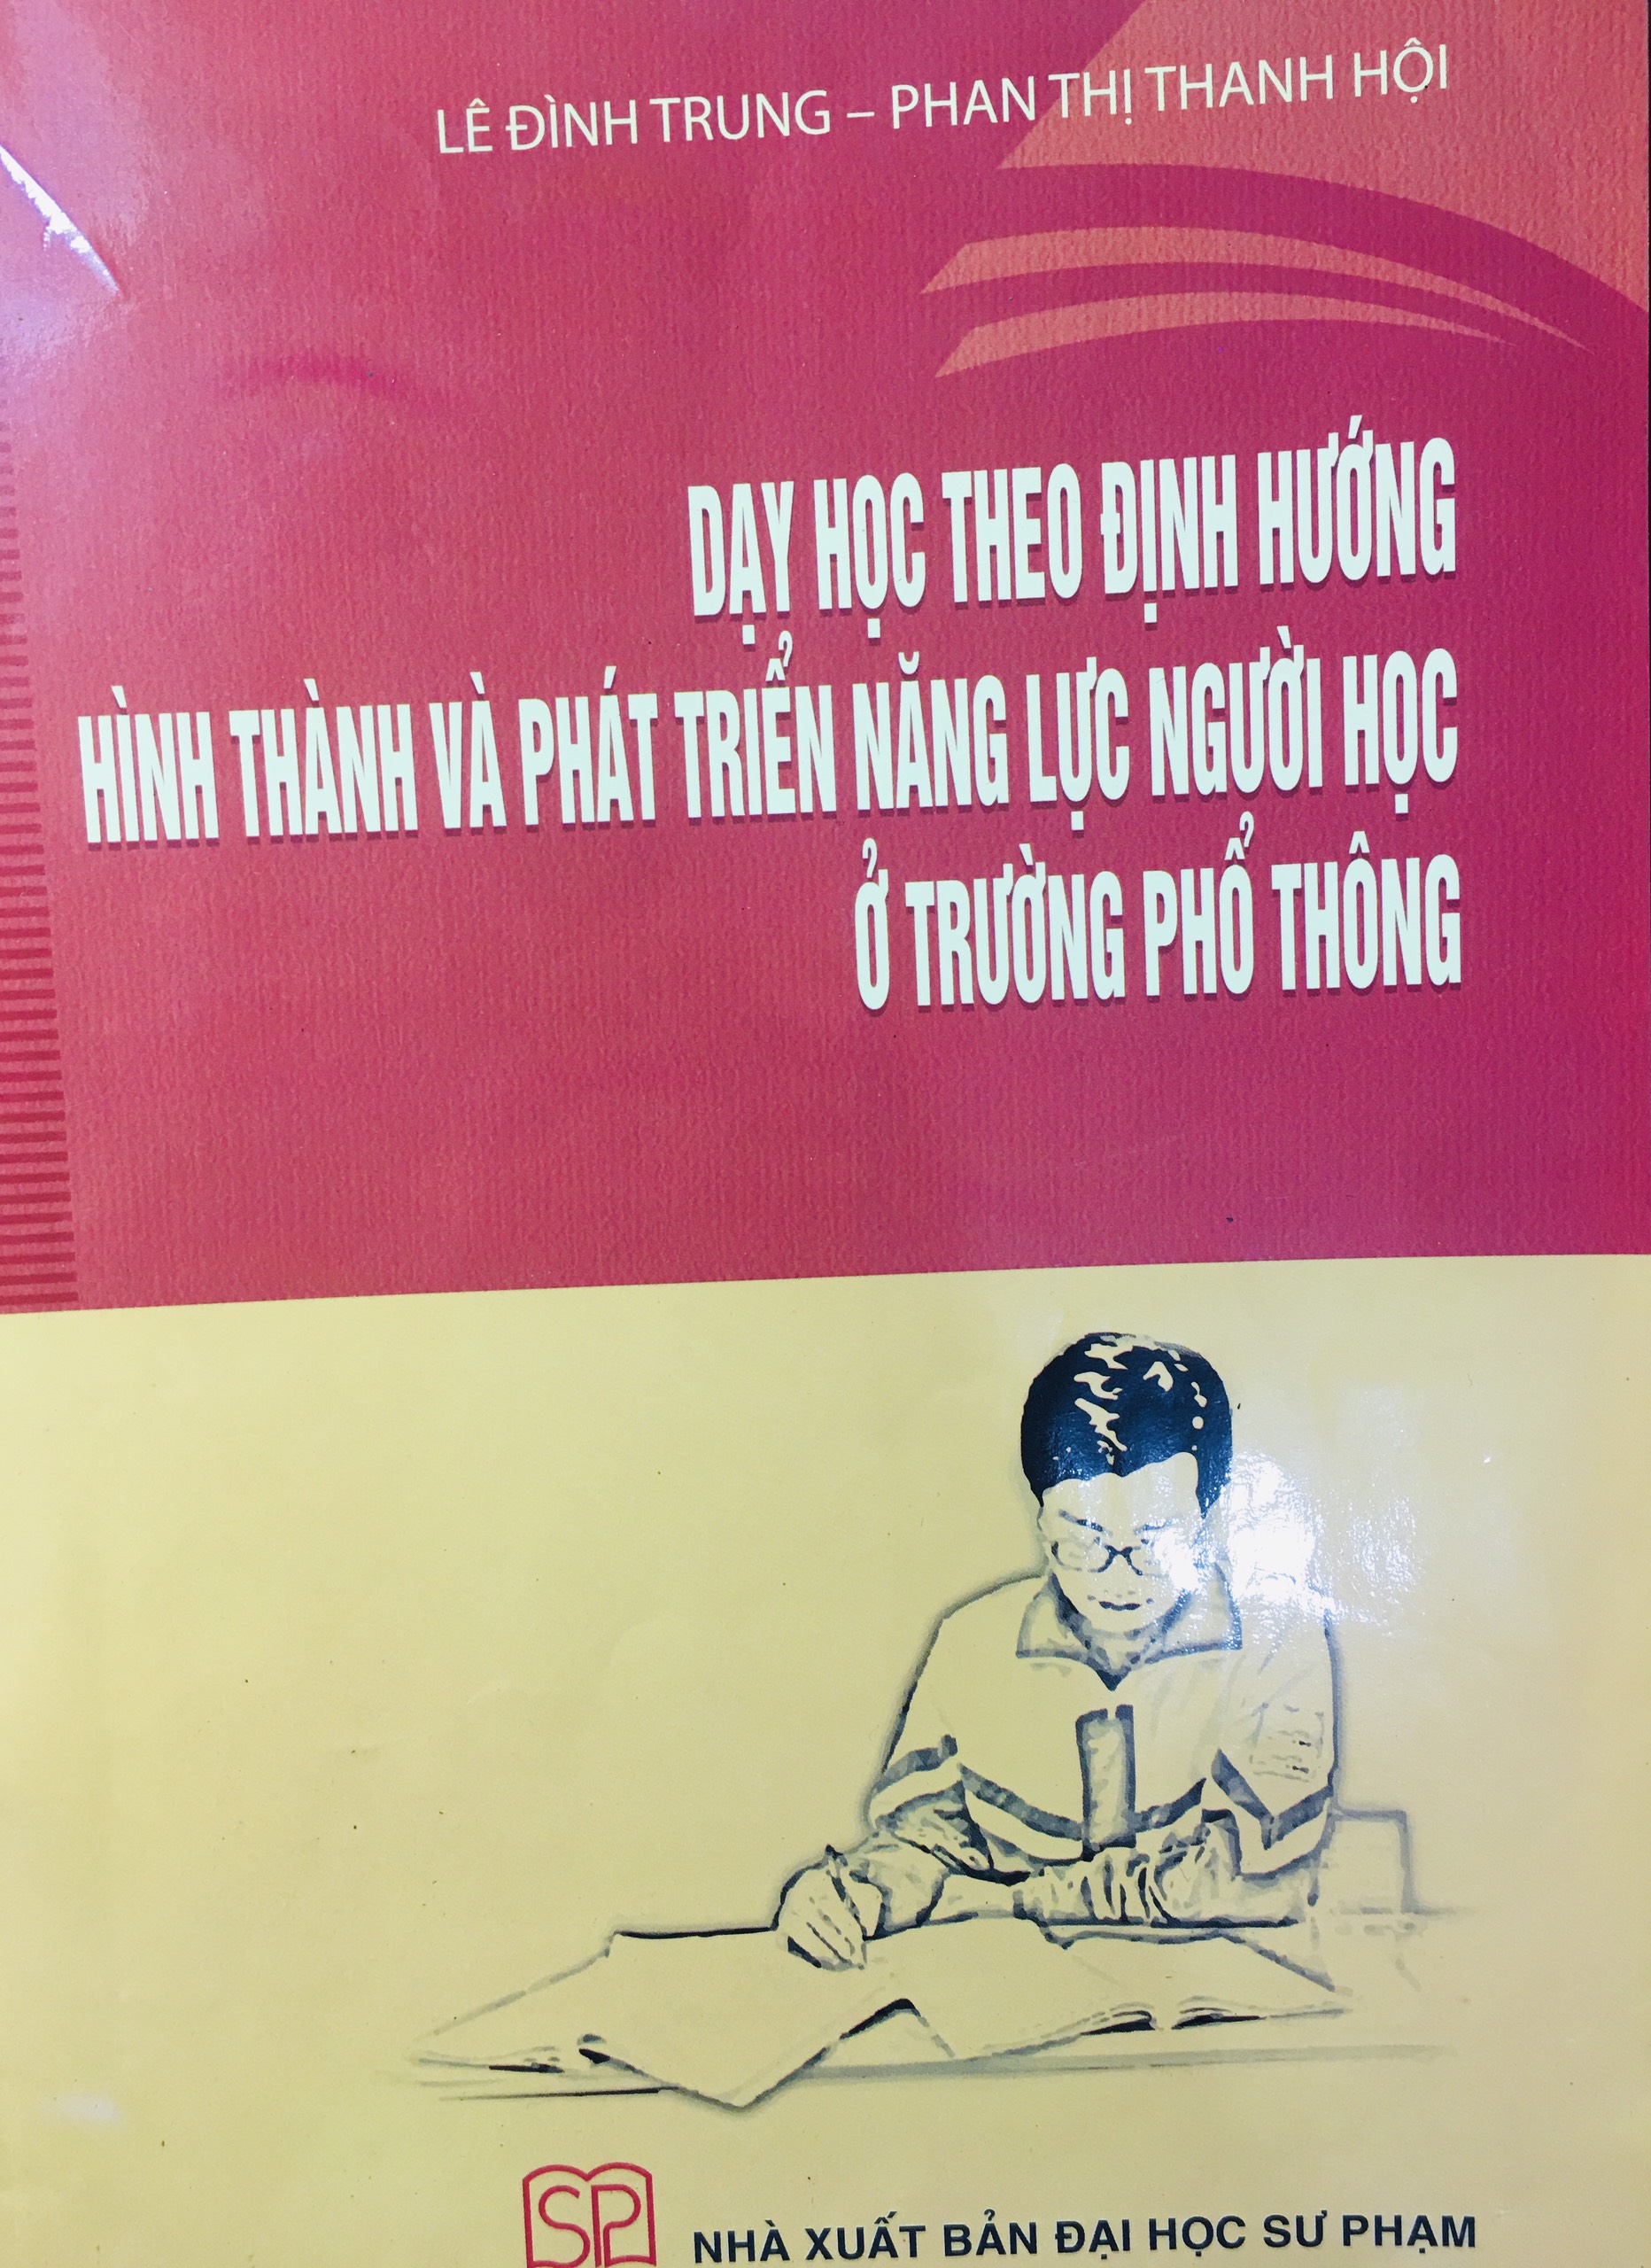 LÊ ĐÌNH TRUNG – PHAN THỊ THANH HỘI
DẠY HỌC THEO ĐỊNH HƯỚNG
HÌNH THÀNH VÀ PHÁT TRIỂN NĂNG LỰC NGƯỜI HỌC
Ở TRƯỜNG PHỔ THÔNG
SP
NHÀ XUẤT BẢN ĐẠI HỌC SƯ PHẠM